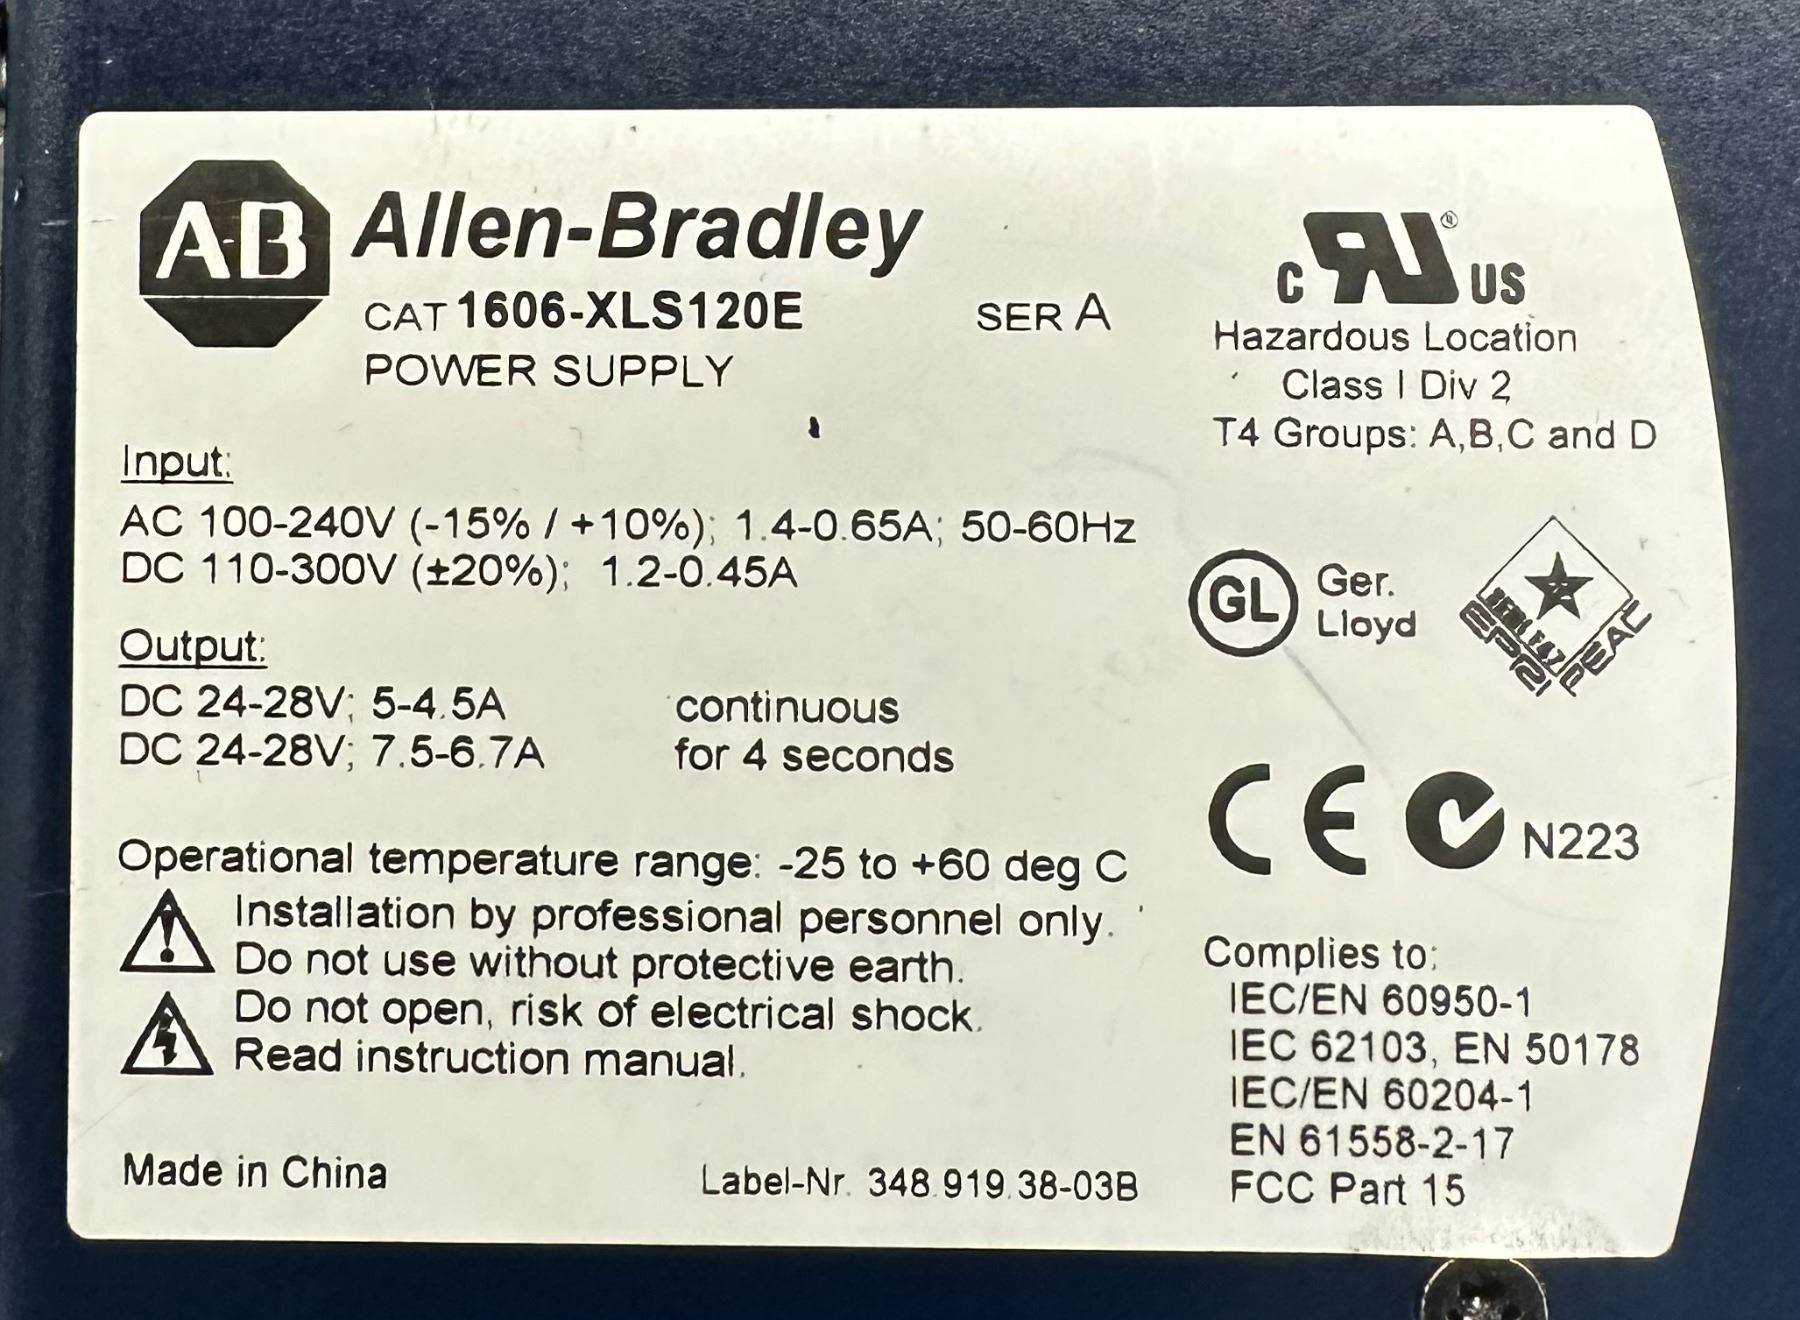 A-B Allen-Bradley
CAT 1606-XLS120E SER A
POWER SUPPLY
Input:
AC 100-240V (-15% / +10%); 1.4-0.65A; 50-60Hz
DC 110-300V (±20%); 1.2-0.45A
Output:
DC 24-28V; 5-4.5A continuous
DC 24-28V; 7.5-6.7A for 4 seconds
Operational temperature range: -25 to +60 deg C
Installation by professional personnel only.
Do not use without protective earth.
Do not open, risk of electrical shock.
Read instruction manual.
Made in China
Label-Nr. 348.919.38-03B
C RU® US
Hazardous Location
Class I Div 2
T4 Groups: A,B,C and D
GL Ger.
Lloyd
SEMI F47
PEAL
CE N223
Complies to:
IEC/EN 60950-1
IEC 62103, EN 50178
IEC/EN 60204-1
EN 61558-2-17
FCC Part 15